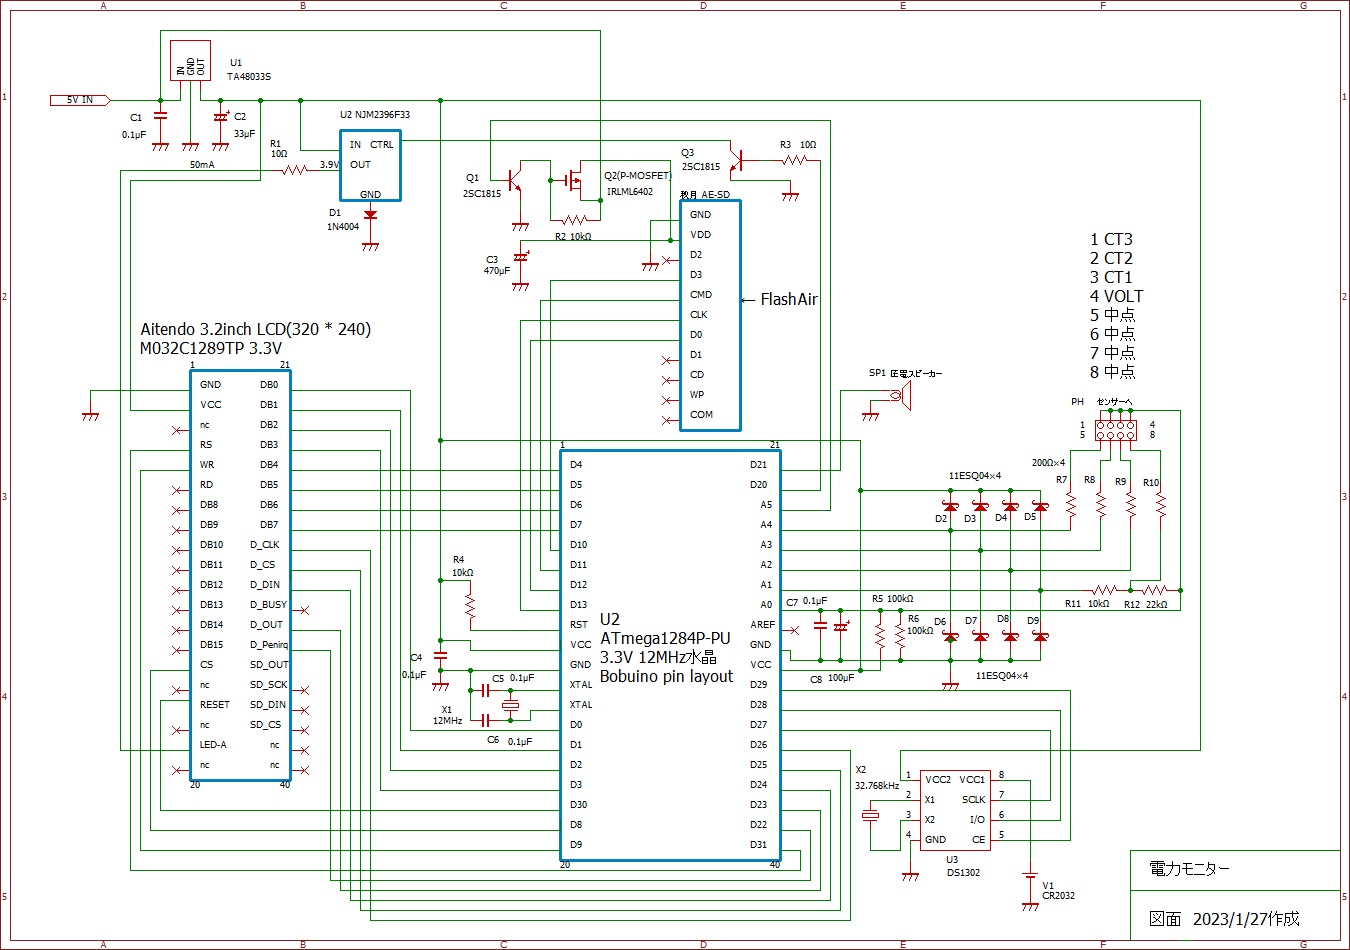 A B C D E F G
1
5V IN
IN
GND
OUT
U1
TA48033S
C1
0.1μF
C2
33μF
U2 NJM2396F33
IN CTRL
OUT
GND
R1
10Ω
50mA
3.9V
D1
1N4004
Q1
2SC1815
Q2(P-MOSFET)
IRLML6402
R2 10kΩ
Q3
2SC1815
R3 10Ω
C3
470μF
秋月 AE-SD
GND
VDD
D2
D3
CMD
CLK
D0
D1
CD
WP
COM
← FlashAir
1
2
2
1 CT3
2 CT2
3 CT1
4 VOLT
5 中点
6 中点
7 中点
8 中点
Aitendo 3.2inch LCD(320 * 240)
M032C1289TP 3.3V
1 21
GND DB0
VCC DB1
nc DB2
RS DB3
WR DB4
RD DB5
DB8 DB6
DB9 DB7
DB10 D_CLK
DB11 D_CS
DB12 D_DIN
DB13 D_BUSY
DB14 D_OUT
DB15 D_Penirq
CS SD_OUT
nc SD_SCK
RESET SD_DIN
nc SD_CS
LED-A nc
nc nc
20 40
SP1 圧電スピーカー
PH センサーへ
1 4
5 8
200Ω×4
R7 R8 R9 R10
11ESQ04×4
D2 D3 D4 D5
3
3
1 21
D4 D21
D5 D20
D6 A5
D7 A4
D10 A3
D11 A2
D12 A1
D13 A0
RST AREF
VCC GND
GND VCC
XTAL D29
XTAL D28
D0 D27
D1 D26
D2 D25
D3 D24
D30 D23
D8 D22
D9 D31
20 40
U2
ATmega1284P-PU
3.3V 12MHz水晶
Bobuino pin layout
R4
10kΩ
C4
0.1μF
C5 0.1μF
X1
12MHz
C6 0.1μF
C7 0.1μF
C8 100μF
R5 100kΩ
R6
100kΩ
D6 D7 D8 D9
11ESQ04×4
R11 10kΩ R12 22kΩ
4
4
X2
32.768kHz
1 VCC2 VCC1 8
2 X1 SCLK 7
3 X2 I/O 6
4 GND CE 5
U3
DS1302
V1
CR2032
電力モニター
図面 2023/1/27作成
5
5
A B C D E F G